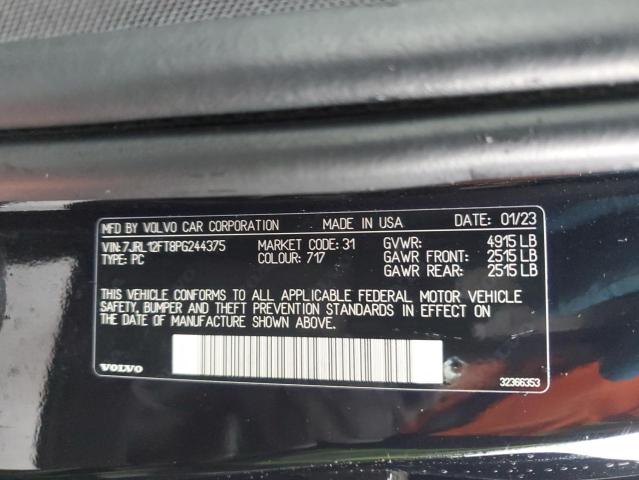 MFD BY VOLVO CAR CORPORATION MADE IN USA DATE: 01/23
VIN: 7JRL12FT8PG244375 MARKET CODE: 31 GVWR: 4915 LB
TYPE: PC COLOUR: 717 GAWR FRONT: 2515 LB
GAWR REAR: 2515 LB
THIS VEHICLE CONFORMS TO ALL APPLICABLE FEDERAL MOTOR VEHICLE
SAFETY, BUMPER AND THEFT PREVENTION STANDARDS IN EFFECT ON
THE DATE OF MANUFACTURE SHOWN ABOVE.
VOLVO 32366353